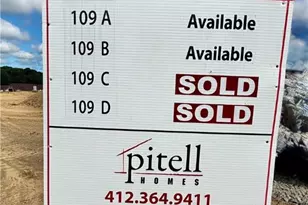 109 A Available
109 B Available
109 C SOLD
109 D SOLD
pitell
HOMES
412.364.9411